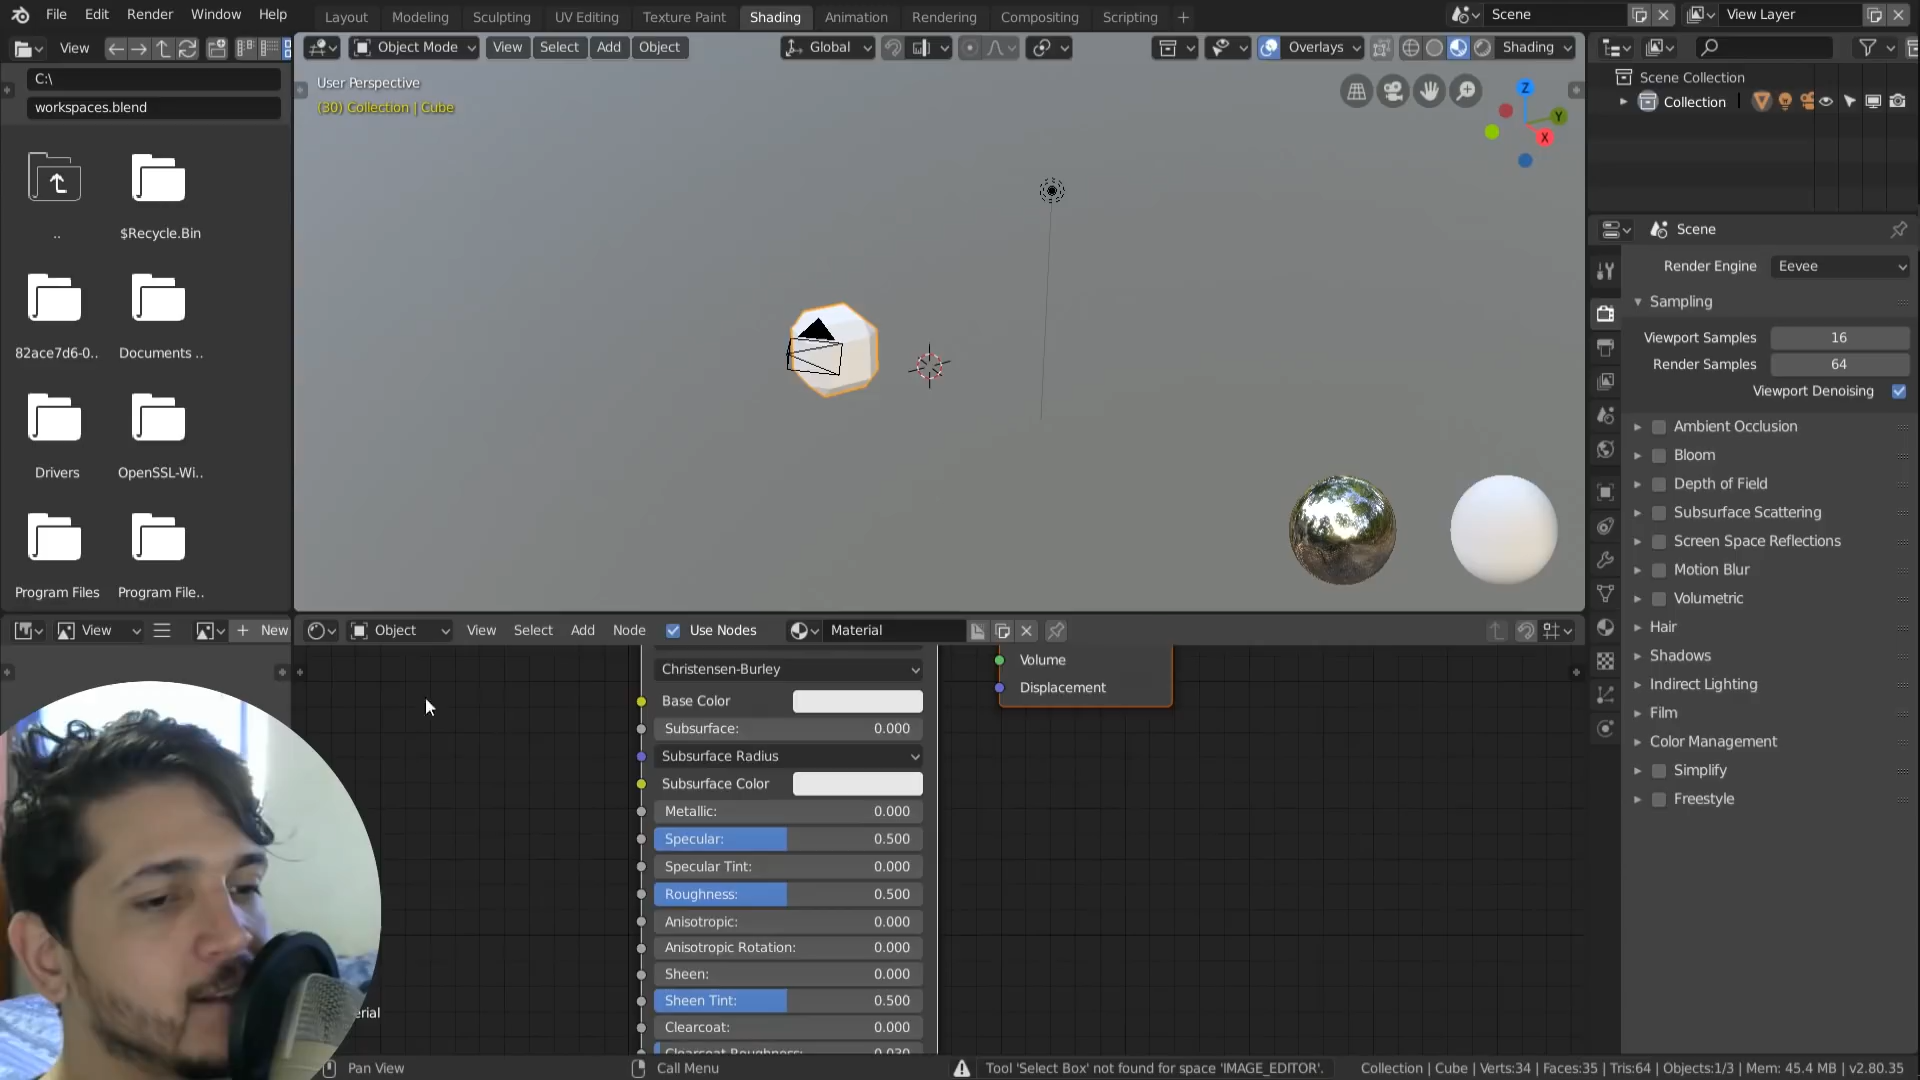 File Edit Render Window Help
Layout Modeling Sculpting UV Editing Texture Paint Shading Animation Rendering Compositing Scripting
Scene
View Layer
View
C:\
workspaces.blend
..
$Recycle.Bin
82ace7d6-0..
Documents ..
Drivers
OpenSSL-Wi..
Program Files
Program File..
Object Mode View Select Add Object
Global
Overlays
Shading
User Perspective
(30) Collection | Cube
Z
Y
X
Scene Collection
Collection
Scene
Render Engine Eevee
Sampling
Viewport Samples 16
Render Samples 64
Viewport Denoising
Ambient Occlusion
Bloom
Depth of Field
Subsurface Scattering
Screen Space Reflections
Motion Blur
Volumetric
Hair
Shadows
Indirect Lighting
Film
Color Management
Simplify
Freestyle
View
New
Object View Select Add Node Use Nodes
Material
Christensen-Burley
Base Color
Subsurface: 0.000
Subsurface Radius
Subsurface Color
Metallic: 0.000
Specular: 0.500
Specular Tint: 0.000
Roughness: 0.500
Anisotropic: 0.000
Anisotropic Rotation: 0.000
Sheen: 0.000
Sheen Tint: 0.500
Clearcoat: 0.000
Clearcoat Roughness: 0.030
Volume
Displacement
erial
Pan View
Call Menu
Tool 'Select Box' not found for space 'IMAGE_EDITOR'.
Collection | Cube | Verts:34 | Faces:35 | Tris:64 | Objects:1/3 | Mem: 45.4 MB | v2.80.35